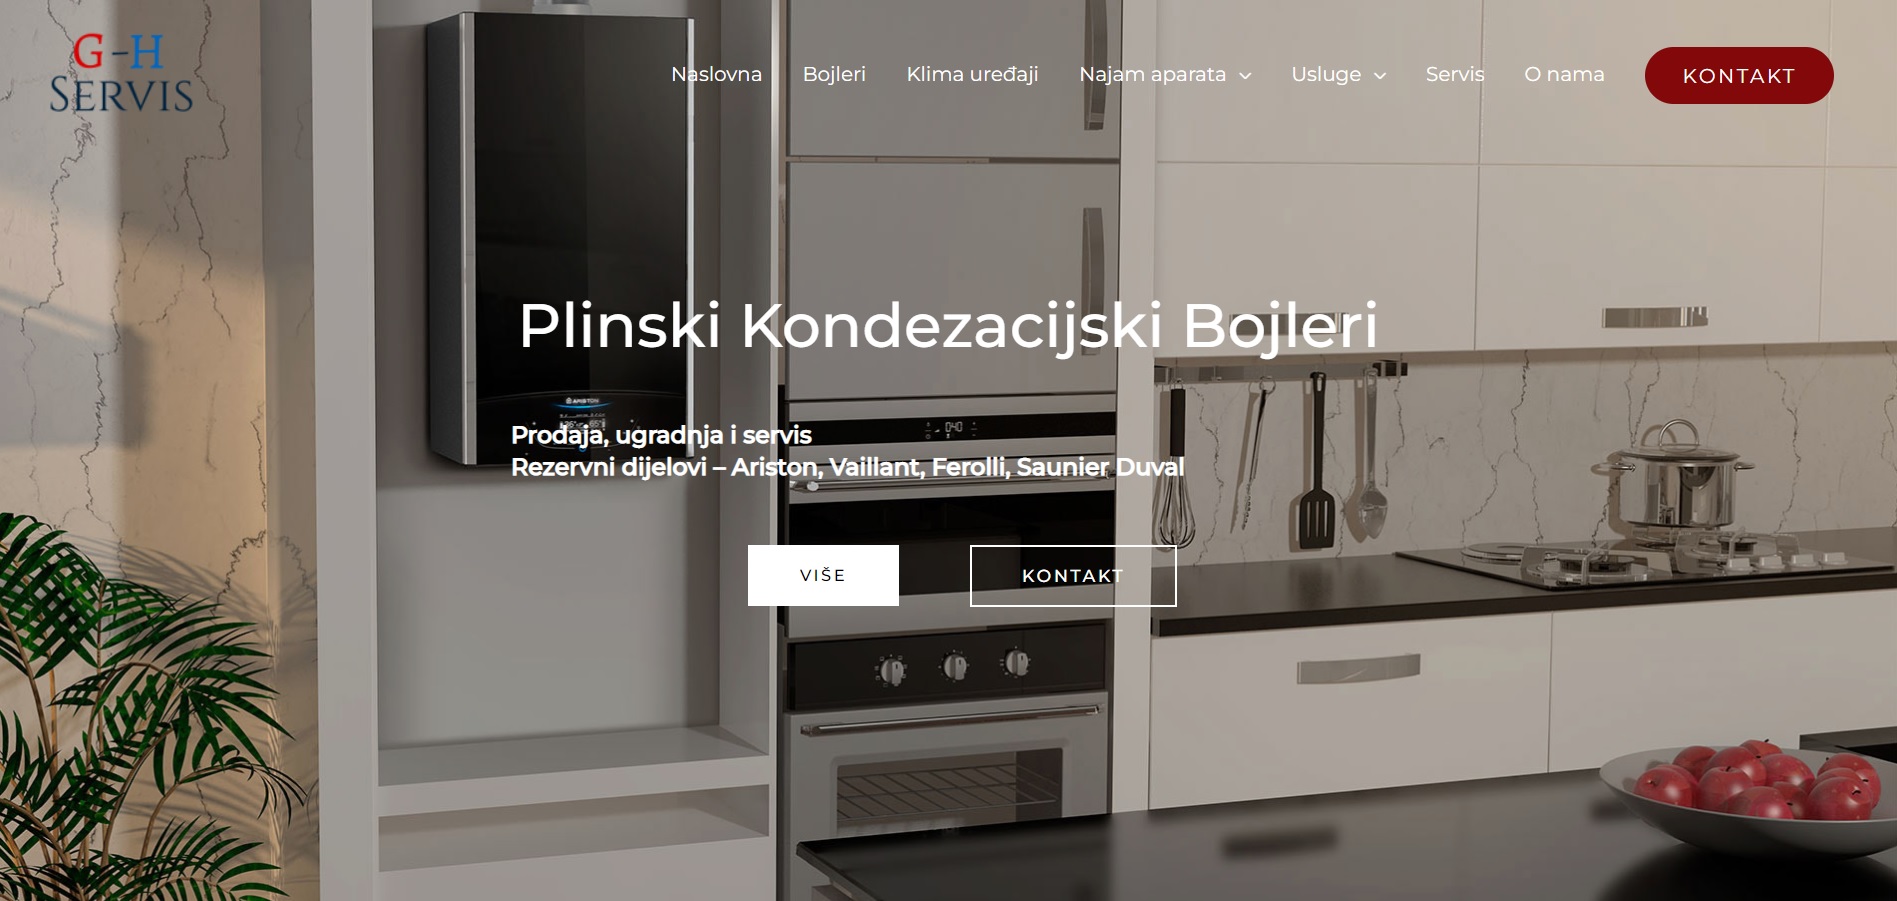 G-H
SERVIS
Naslovna Bojleri Klima uređaji Najam aparata Usluge Servis O nama KONTAKT
Plinski Kondezacijski Bojleri
ARISTON
Prodaja, ugradnja i servis
Rezervni dijelovi – Ariston, Vaillant, Ferolli, Saunier Duval
VIŠE KONTAKT